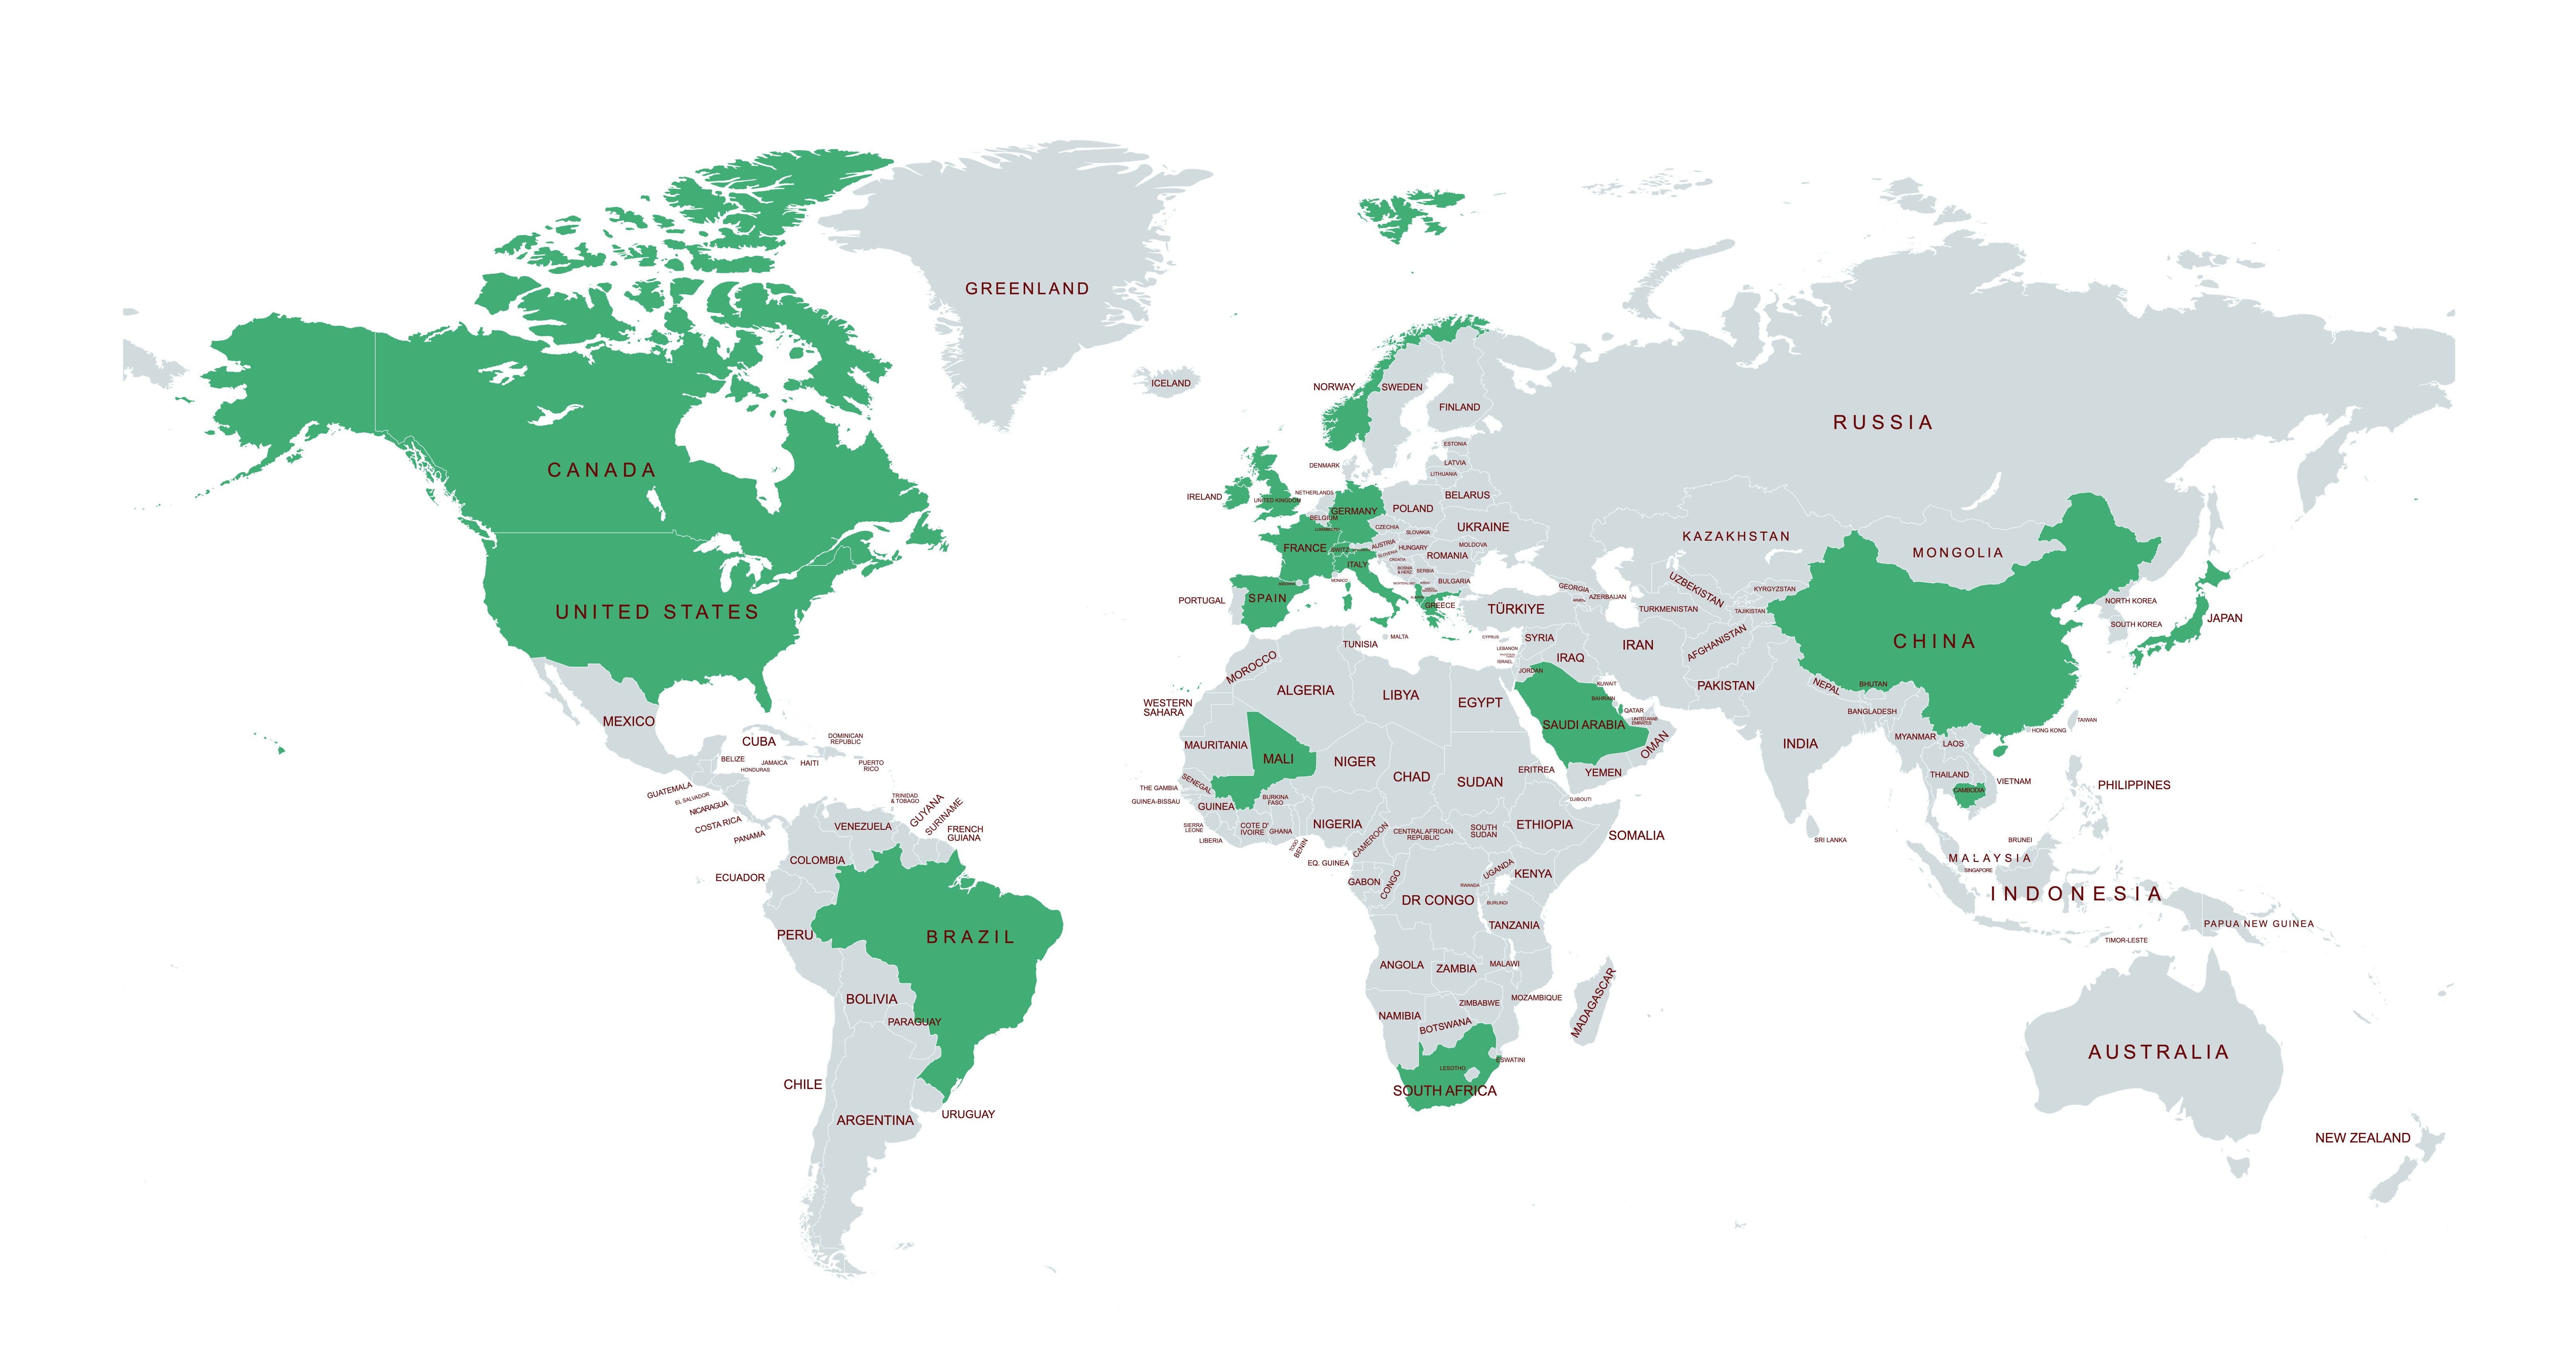 GREENLAND
ICELAND
NORWAY
SWEDEN
FINLAND
RUSSIA
CANADA
ESTONIA
LATVIA
LITHUANIA
DENMARK
IRELAND
UNITED KINGDOM
NETHERLANDS
BELGIUM
GERMANY
POLAND
BELARUS
UKRAINE
CZECHIA
SLOVAKIA
FRANCE
SWITZ
AUSTRIA
HUNGARY
MOLDOVA
ROMANIA
SLOVENIA
CROATIA
ITALY
BOSNIA
& HERZ.
SERBIA
BULGARIA
MONACO
KAZAKHSTAN
MONGOLIA
UNITED STATES
PORTUGAL
SPAIN
GREECE
TÜRKIYE
GEORGIA
AZERBAIJAN
UZBEKISTAN
KYRGYZSTAN
TURKMENISTAN
TAJIKISTAN
NORTH KOREA
SOUTH KOREA
JAPAN
CHINA
MALTA
TUNISIA
CYPRUS
SYRIA
LEBANON
ISRAEL
IRAQ
IRAN
AFGHANISTAN
MOROCCO
JORDAN
KUWAIT
PAKISTAN
NEPAL
BHUTAN
ALGERIA
LIBYA
EGYPT
BAHRAIN
QATAR
WESTERN
SAHARA
SAUDI ARABIA
UNITED ARAB
EMIRATES
OMAN
BANGLADESH
TAIWAN
HONG KONG
MEXICO
CUBA
DOMINICAN
REPUBLIC
BELIZE
JAMAICA
HAITI
PUERTO
RICO
HONDURAS
MAURITANIA
MALI
NIGER
CHAD
SUDAN
ERITREA
YEMEN
INDIA
MYANMAR
LAOS
THAILAND
VIETNAM
CAMBODIA
PHILIPPINES
GUATEMALA
EL SALVADOR
NICARAGUA
COSTA RICA
PANAMA
TRINIDAD
& TOBAGO
GUYANA
SURINAME
FRENCH
GUIANA
VENEZUELA
COLOMBIA
ECUADOR
SENEGAL
THE GAMBIA
GUINEA-BISSAU
GUINEA
BURKINA
FASO
DJIBOUTI
SIERRA
LEONE
LIBERIA
COTE D'
IVOIRE
GHANA
TOGO
BENIN
NIGERIA
CAMEROON
CENTRAL AFRICAN
REPUBLIC
SOUTH
SUDAN
ETHIOPIA
SOMALIA
SRI LANKA
BRUNEI
MALAYSIA
SINGAPORE
INDONESIA
EQ. GUINEA
GABON
CONGO
UGANDA
KENYA
RWANDA
BURUNDI
DR CONGO
TANZANIA
PAPUA NEW GUINEA
TIMOR-LESTE
PERU
BRAZIL
BOLIVIA
PARAGUAY
ANGOLA
ZAMBIA
MALAWI
MOZAMBIQUE
ZIMBABWE
MADAGASCAR
NAMIBIA
BOTSWANA
ESWATINI
LESOTHO
SOUTH AFRICA
AUSTRALIA
CHILE
ARGENTINA
URUGUAY
NEW ZEALAND